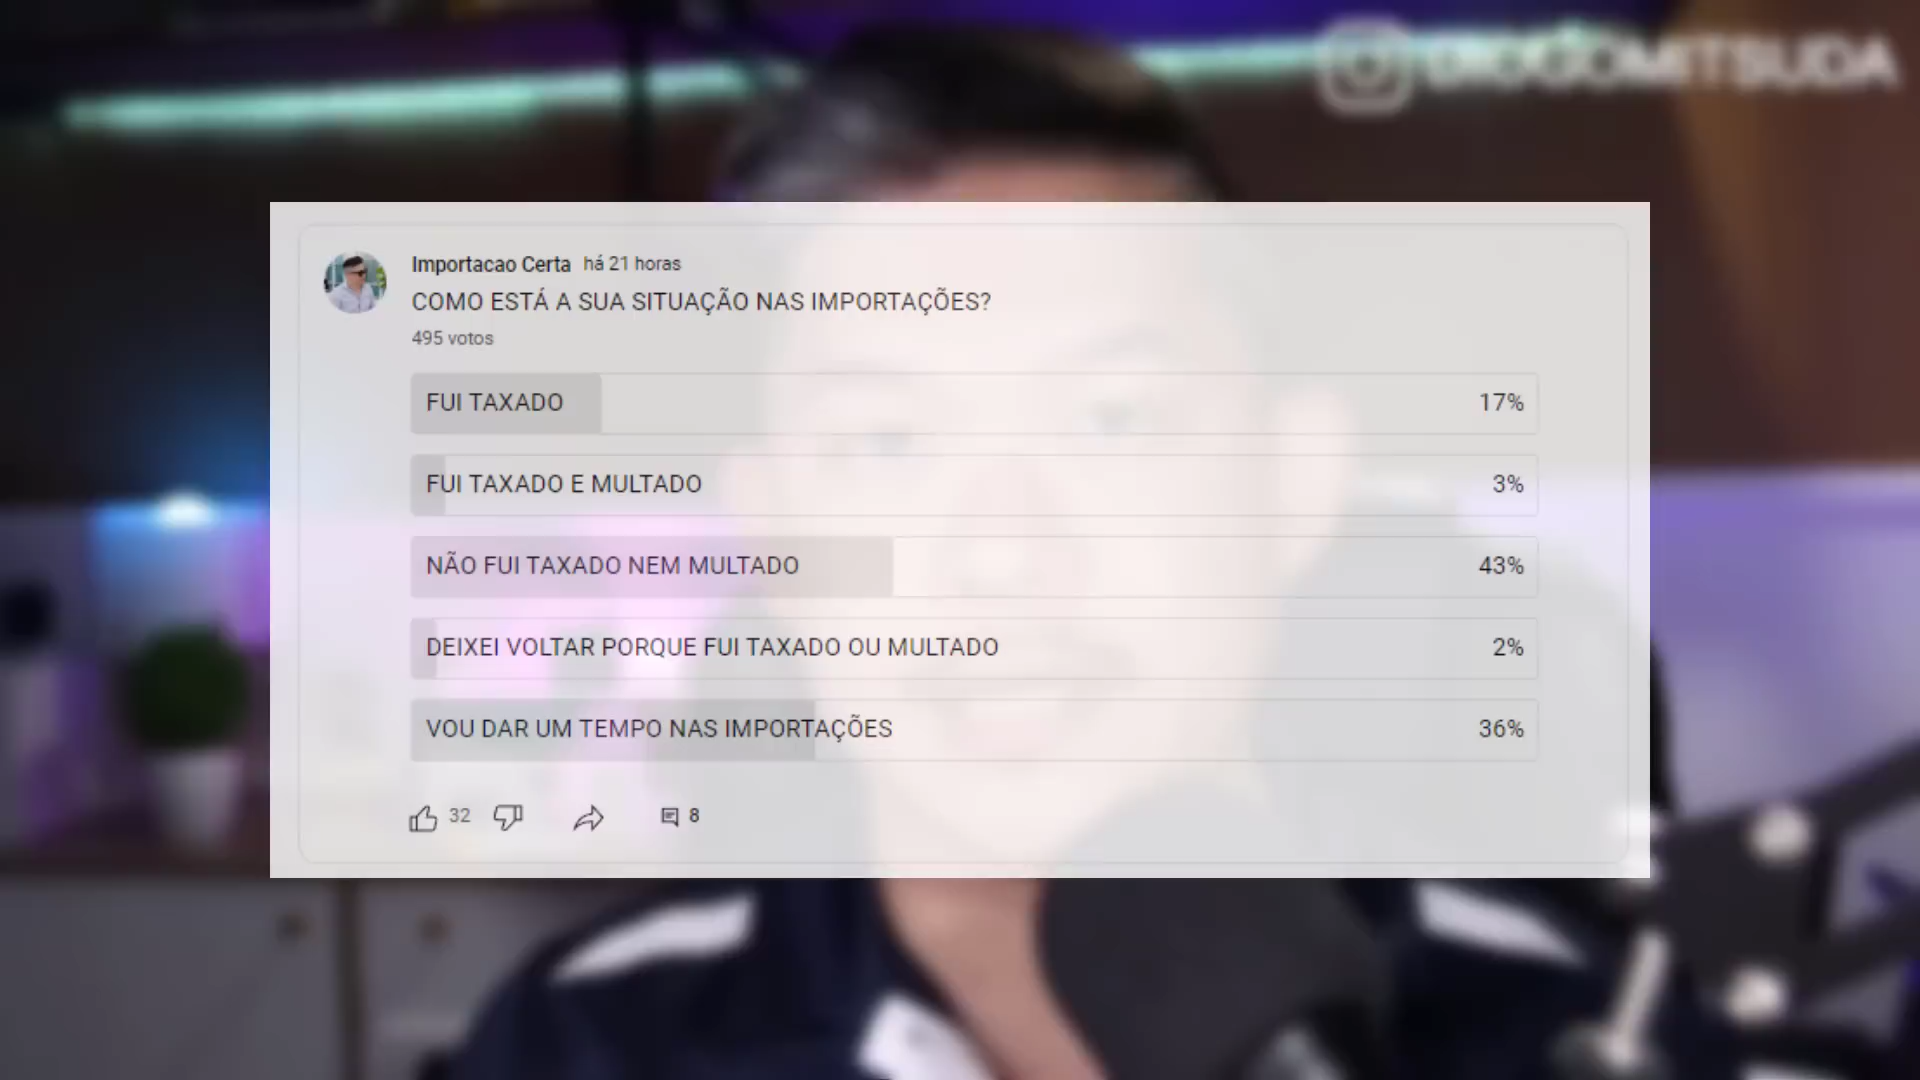 DIOGOMITSUDA
Importacao Certa há 21 horas
COMO ESTÁ A SUA SITUAÇÃO NAS IMPORTAÇÕES?
495 votos
FUI TAXADO 17%
FUI TAXADO E MULTADO 3%
NÃO FUI TAXADO NEM MULTADO 43%
DEIXEI VOLTAR PORQUE FUI TAXADO OU MULTADO 2%
VOU DAR UM TEMPO NAS IMPORTAÇÕES 36%
32 8